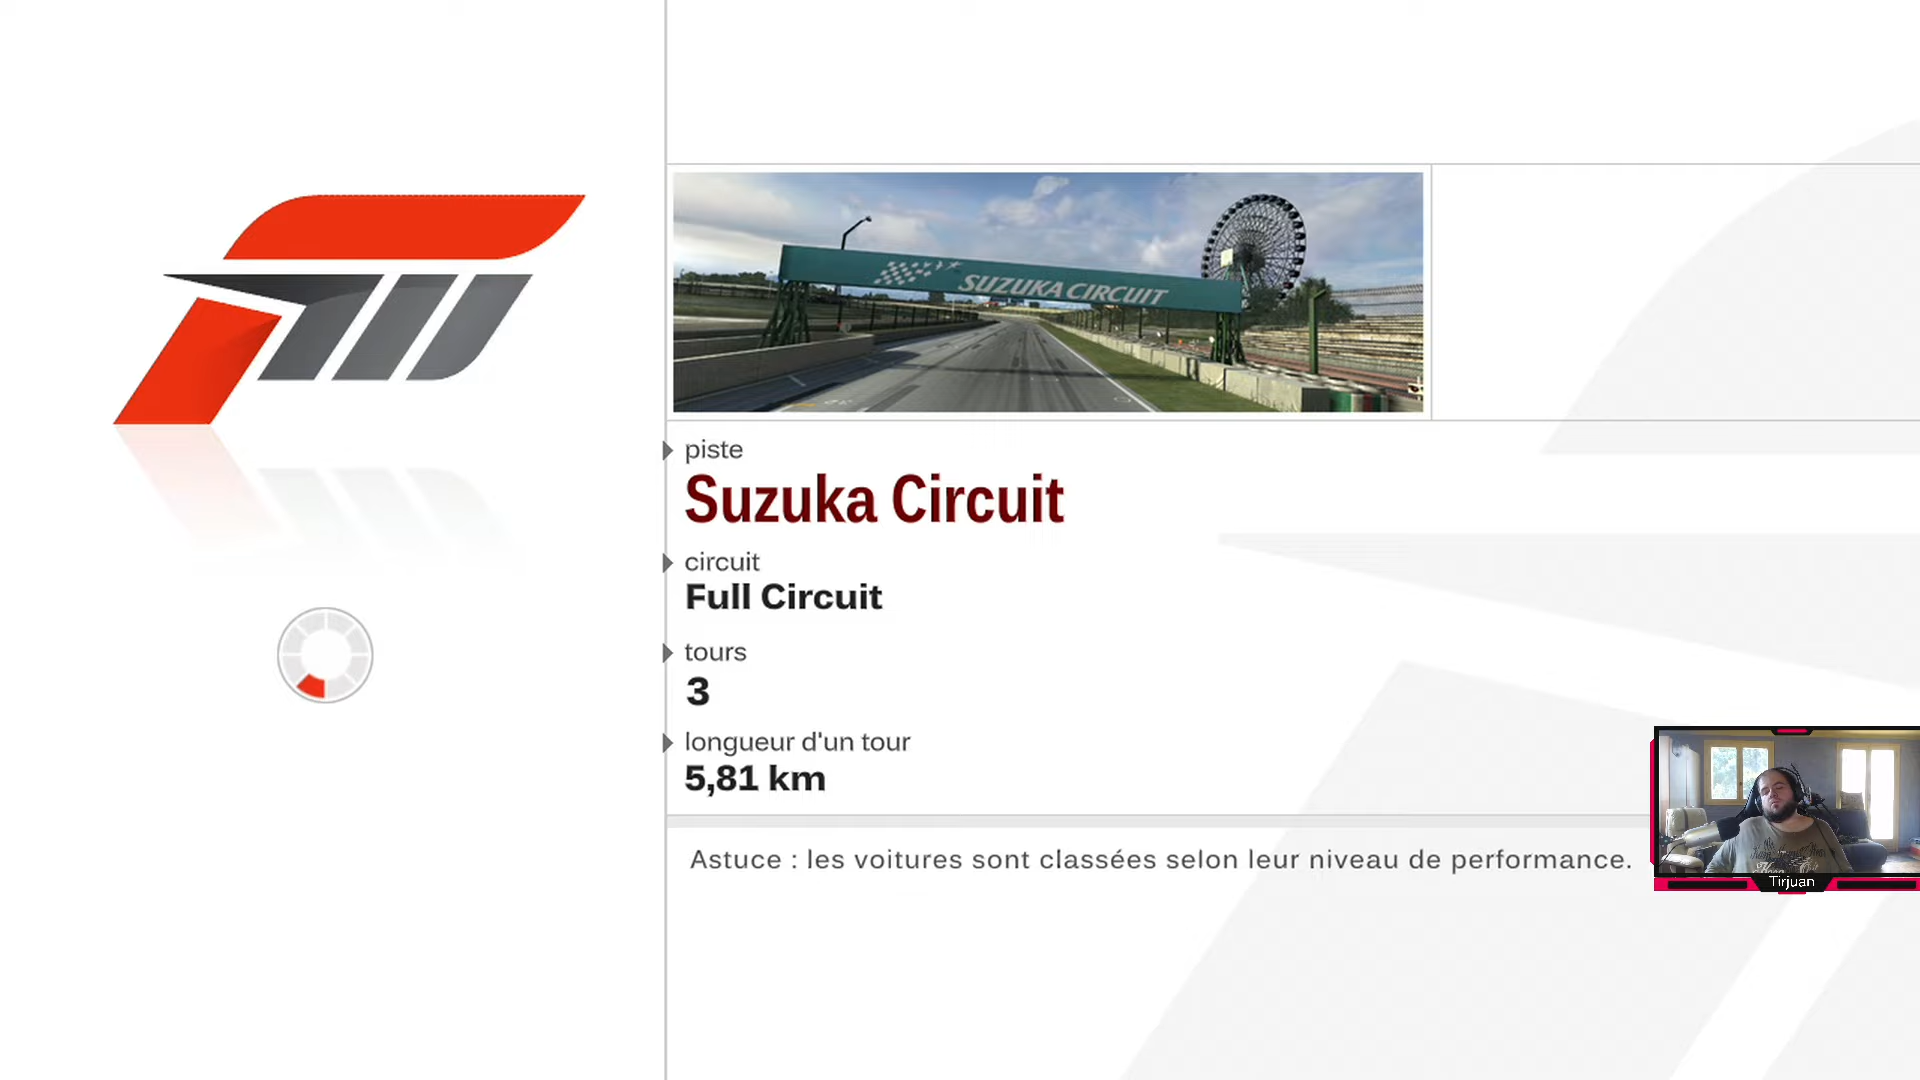 SUZUKA CIRCUIT
piste
Suzuka Circuit
circuit
Full Circuit
tours
3
longueur d'un tour
5,81 km
Astuce : les voitures sont classées selon leur niveau de performance.
Tirjuan